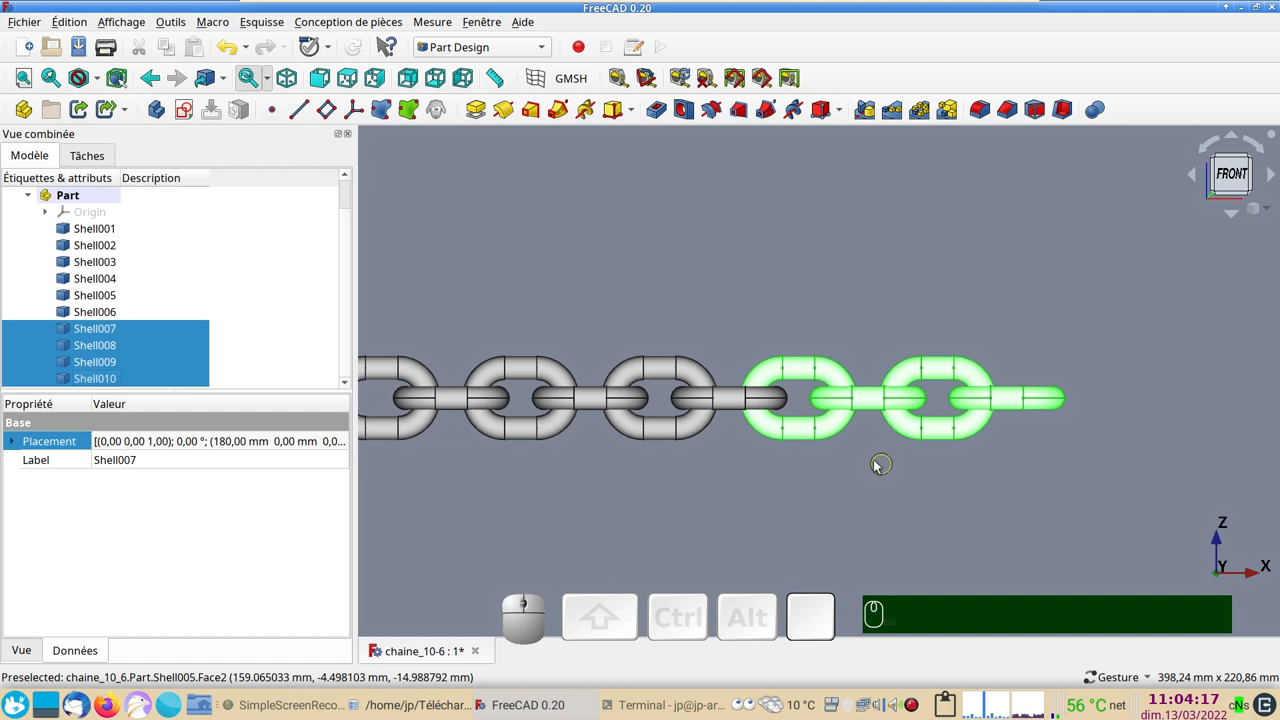 FreeCAD 0.20
Fichier Édition Affichage Outils Macro Esquisse Conception de pièces Mesure Fenêtre Aide
Part Design
GMSH
Vue combinée
Modèle Tâches
Étiquettes & attributs Description
Part
Origin
Shell001
Shell002
Shell003
Shell004
Shell005
Shell006
Shell007
Shell008
Shell009
Shell010
Propriété Valeur
Base
Placement [(0,00 0,00 1,00); 0,00 °; (180,00 mm 0,00 mm 0,0...
Label Shell007
FRONT
Z
Y X
Ctrl Alt
Vue Données
chaine_10-6 : 1*
Preselected: chaine_10_6.Part.Shell005.Face2 (159.065033 mm, -4.498103 mm, -14.988792 mm)
Gesture 398,24 mm x 220,86 mm
SimpleScreenReco... /home/jp/Téléchar... FreeCAD 0.20 Terminal - jp@jp-ar... 10 °C 56 °C net 11:04:17
dim.13/03/2022